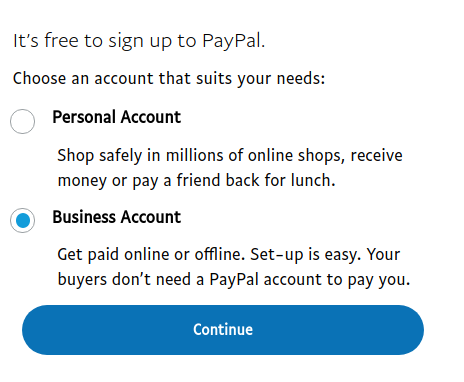 It's free to sign up to PayPal.
Choose an account that suits your needs:
Personal Account
Shop safely in millions of online shops, receive
money or pay a friend back for lunch.
Business Account
Get paid online or offline. Set-up is easy. Your
buyers don't need a PayPal account to pay you.
Continue